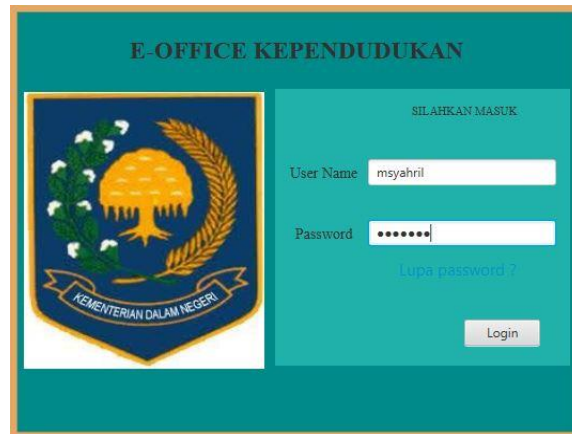 E-OFFICE KEPENDUDUKAN
KEMENTERIAN DALAM NEGERI
SILAHKAN MASUK
User Name msyahril
Password •••••••
Lupa password ?
Login